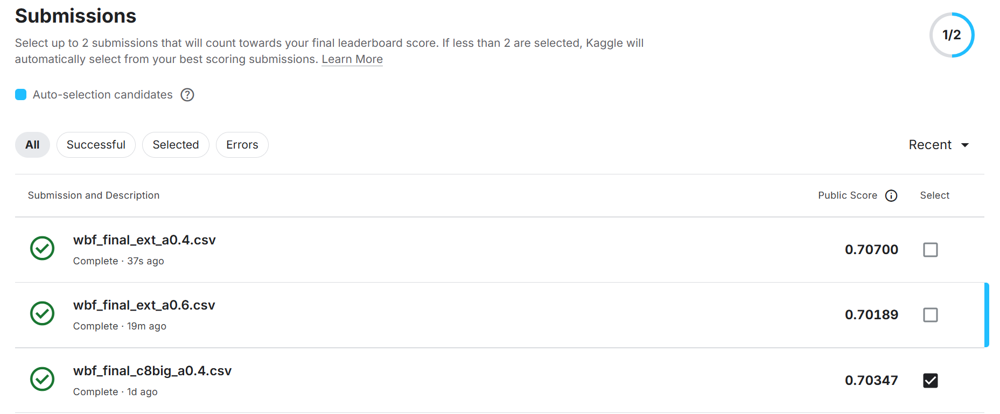 Submissions
Select up to 2 submissions that will count towards your final leaderboard score. If less than 2 are selected, Kaggle will
automatically select from your best scoring submissions. Learn More
1/2
Auto-selection candidates ?
All Successful Selected Errors
Recent
Submission and Description Public Score i Select
wbf_final_ext_a0.4.csv
Complete · 37s ago
0.70700
wbf_final_ext_a0.6.csv
Complete · 19m ago
0.70189
wbf_final_c8big_a0.4.csv
Complete · 1d ago
0.70347